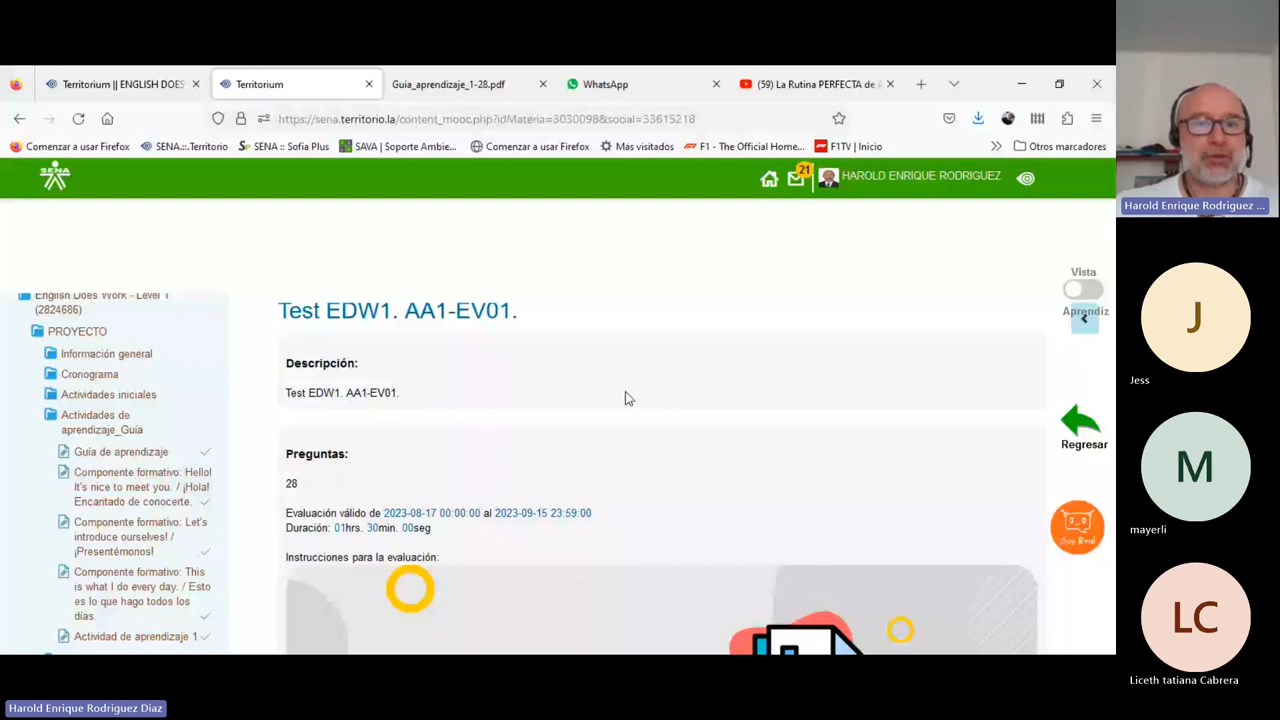 Territorium || ENGLISH DOES
Territorium
Guia_aprendizaje_1-28.pdf
WhatsApp
(59) La Rutina PERFECTA de A
https://sena.territorio.la/content_mooc.php?idMateria=3030098&social=33615218
Comenzar a usar Firefox
SENA.::.Territorio
SENA :: Sofia Plus
SAVA | Soporte Ambie...
Comenzar a usar Firefox
Más visitados
F1 - The Official Home...
F1TV | Inicio
Otros marcadores
SENA
21
HAROLD ENRIQUE RODRIGUEZ
Harold Enrique Rodriguez ...
English Does Work - Level 1
(2824686)
PROYECTO
Información general
Cronograma
Actividades iniciales
Actividades de
aprendizaje_Guía
Guía de aprendizaje
Componente formativo: Hello!
It's nice to meet you. / ¡Hola!
Encantado de conocerte.
Componente formativo: Let's
introduce ourselves! /
¡Presentémonos!
Componente formativo: This
is what I do every day. / Esto
es lo que hago todos los
días.
Actividad de aprendizaje 1
Test EDW1. AA1-EV01.
Descripción:
Test EDW1. AA1-EV01.
Preguntas:
28
Evaluación válido de 2023-08-17 00:00:00 al 2023-09-15 23:59:00
Duración: 01hrs. 30min. 00seg
Instrucciones para la evaluación:
Vista
Aprendiz
Regresar
¡Soy Eva!
J
Jess
M
mayerli
LC
Liceth tatiana Cabrera
Harold Enrique Rodriguez Diaz